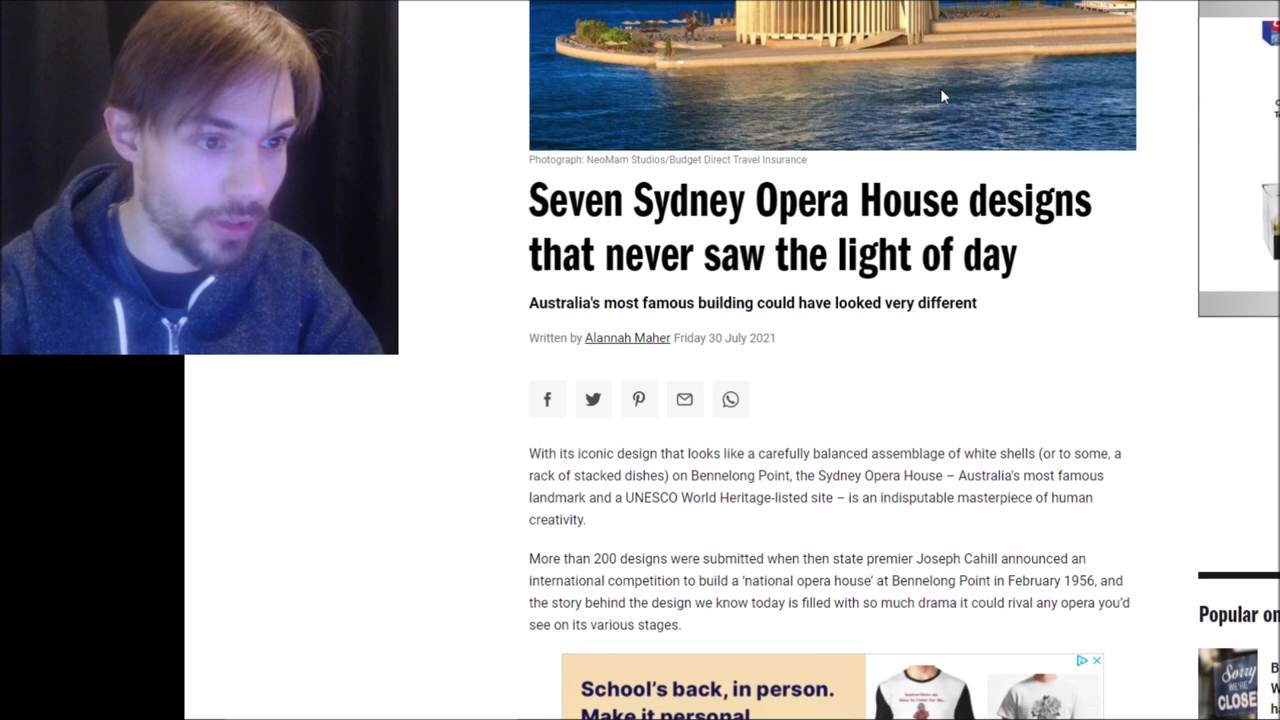 Photograph: NeoMam Studios/Budget Direct Travel Insurance
Seven Sydney Opera House designs
that never saw the light of day
Australia's most famous building could have looked very different
Written by Alannah Maher Friday 30 July 2021
With its iconic design that looks like a carefully balanced assemblage of white shells (or to some, a
rack of stacked dishes) on Bennelong Point, the Sydney Opera House – Australia's most famous
landmark and a UNESCO World Heritage-listed site – is an indisputable masterpiece of human
creativity.
More than 200 designs were submitted when then state premier Joseph Cahill announced an
international competition to build a ‘national opera house’ at Bennelong Point in February 1956, and
the story behind the design we know today is filled with so much drama it could rival any opera you’d
see on its various stages.
School’s back, in person.
Make it personal
Popular on
Sorry
WE'RE
CLOSE